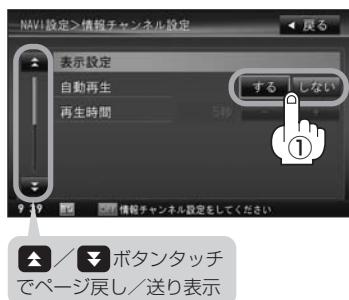 NAVI設定>情報チャンネル設定
◀ 戻る
表示設定
自動再生
する
しない
再生時間
5秒
- +
①
情報チャンネル設定をしてください
/ ボタンタッチ
でページ戻し/送り表示